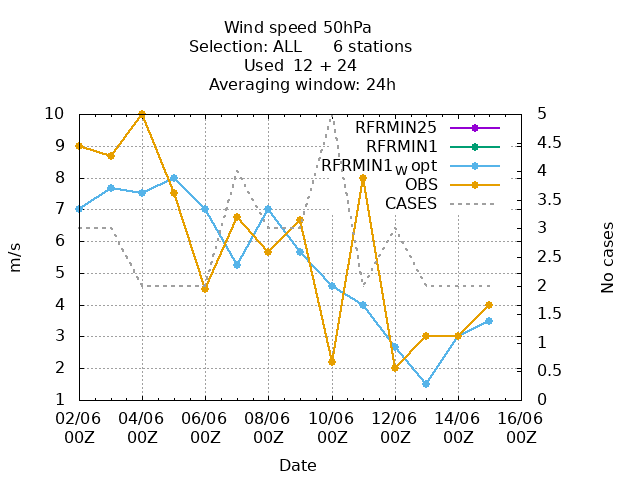 Wind speed 50hPa
Selection: ALL 6 stations
Used 12 + 24
Averaging window: 24h
RFRMIN25
RFRMIN1
RFRMIN1w opt
OBS
CASES
10
9
8
7
6
5
4
3
2
1
m/s
5
4.5
4
3.5
3
2.5
2
1.5
1
0.5
0
No cases
02/06 04/06 06/06 08/06 10/06 12/06 14/06 16/06
00Z 00Z 00Z 00Z 00Z 00Z 00Z 00Z
Date